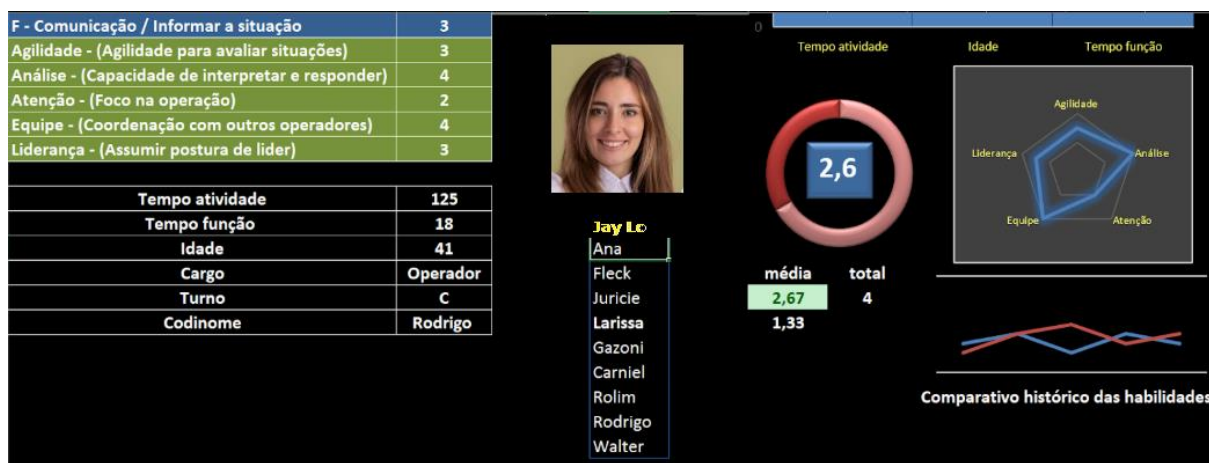 F - Comunicação / Informar a situação 3
Agilidade - (Agilidade para avaliar situações) 3
Análise - (Capacidade de interpretar e responder) 4
Atenção - (Foco na operação) 2
Equipe - (Coordenação com outros operadores) 4
Liderança - (Assumir postura de lider) 3
Tempo atividade 125
Tempo função 18
Idade 41
Cargo Operador
Turno C
Codinome Rodrigo
Jay Lo
Ana
Fleck
Juricie
Larissa
Gazoni
Carniel
Rolim
Rodrigo
Walter
0
Tempo atividade Idade Tempo função
2,6
média total
2,67 4
1,33
Agilidade
Liderança Análise
Equipe Atenção
Comparativo histórico das habilidades